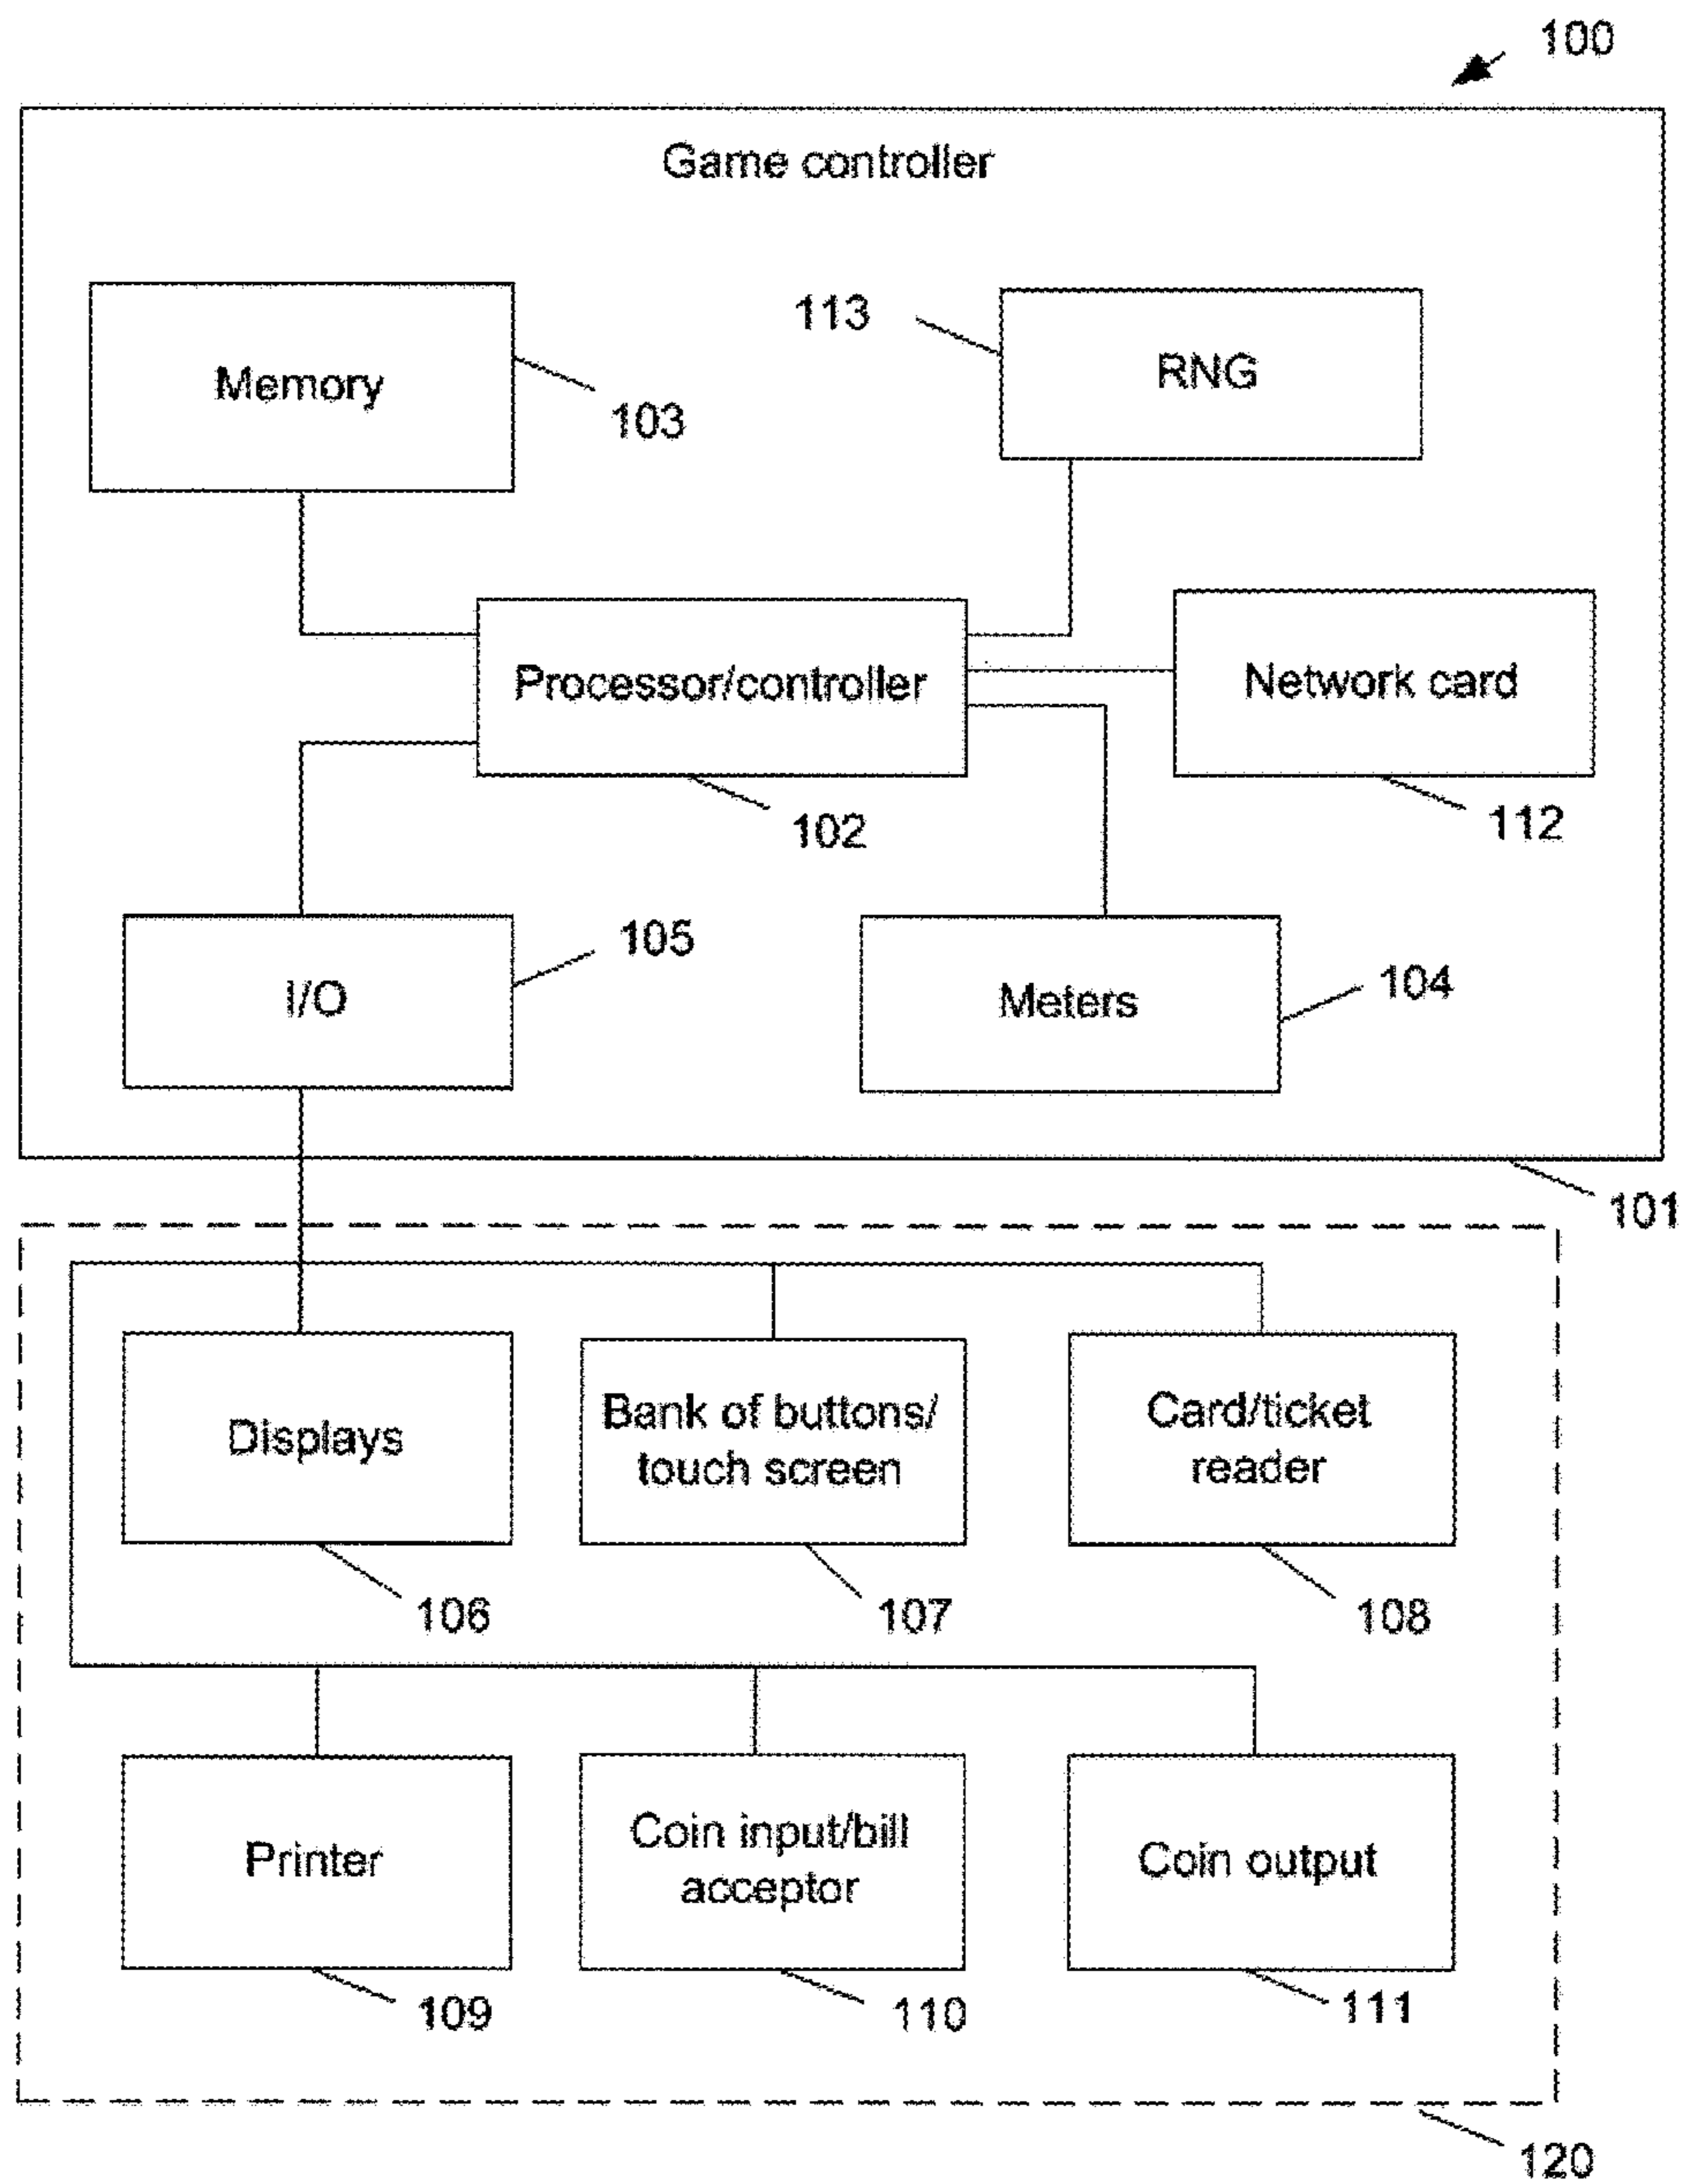 100
Game controller
Memory
103
113
RNG
Processor/controller
102
Network card
112
I/O
105
Meters
104
101
Displays
106
Bank of buttons/
touch screen
107
Card/ticket
reader
108
Printer
109
Coin input/bill
acceptor
110
Coin output
111
120